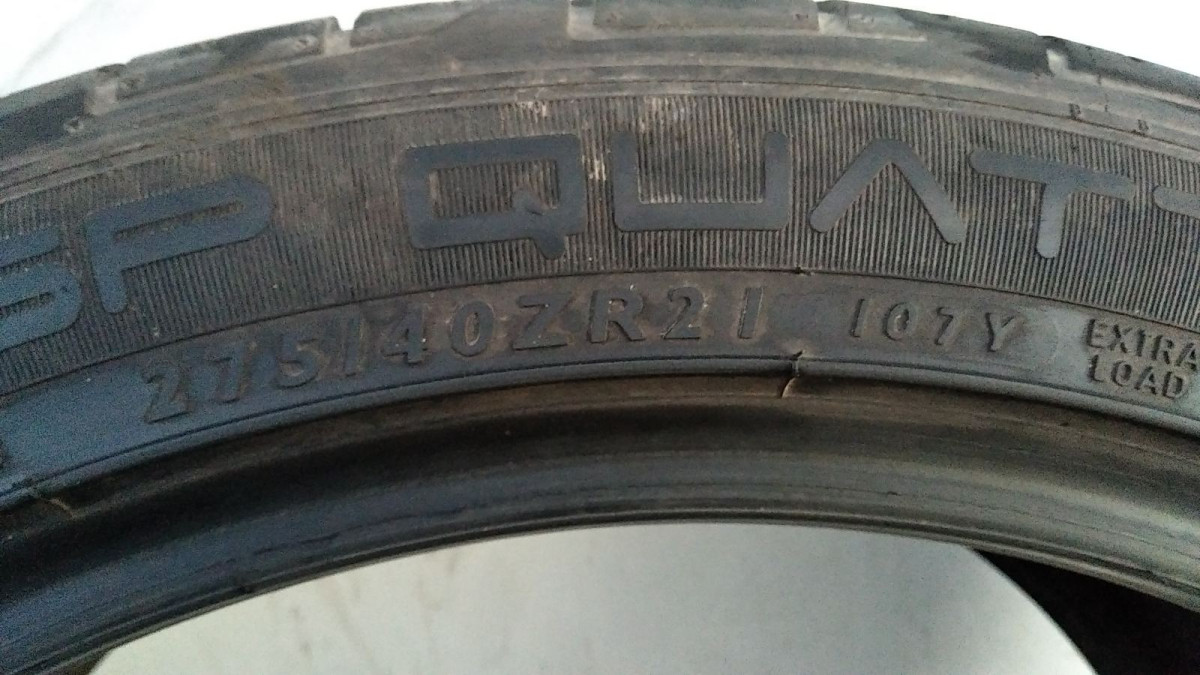 SP QUAT
275/40ZR21 107Y EXTRA
LOAD